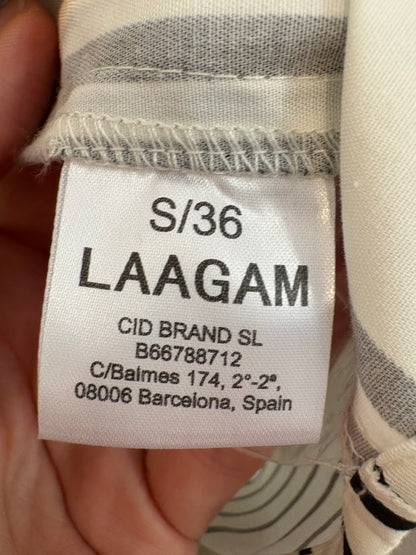 S/36
LAAGAM
CID BRAND SL
B66788712
C/Balmes 174, 2°-2ª,
08006 Barcelona, Spain